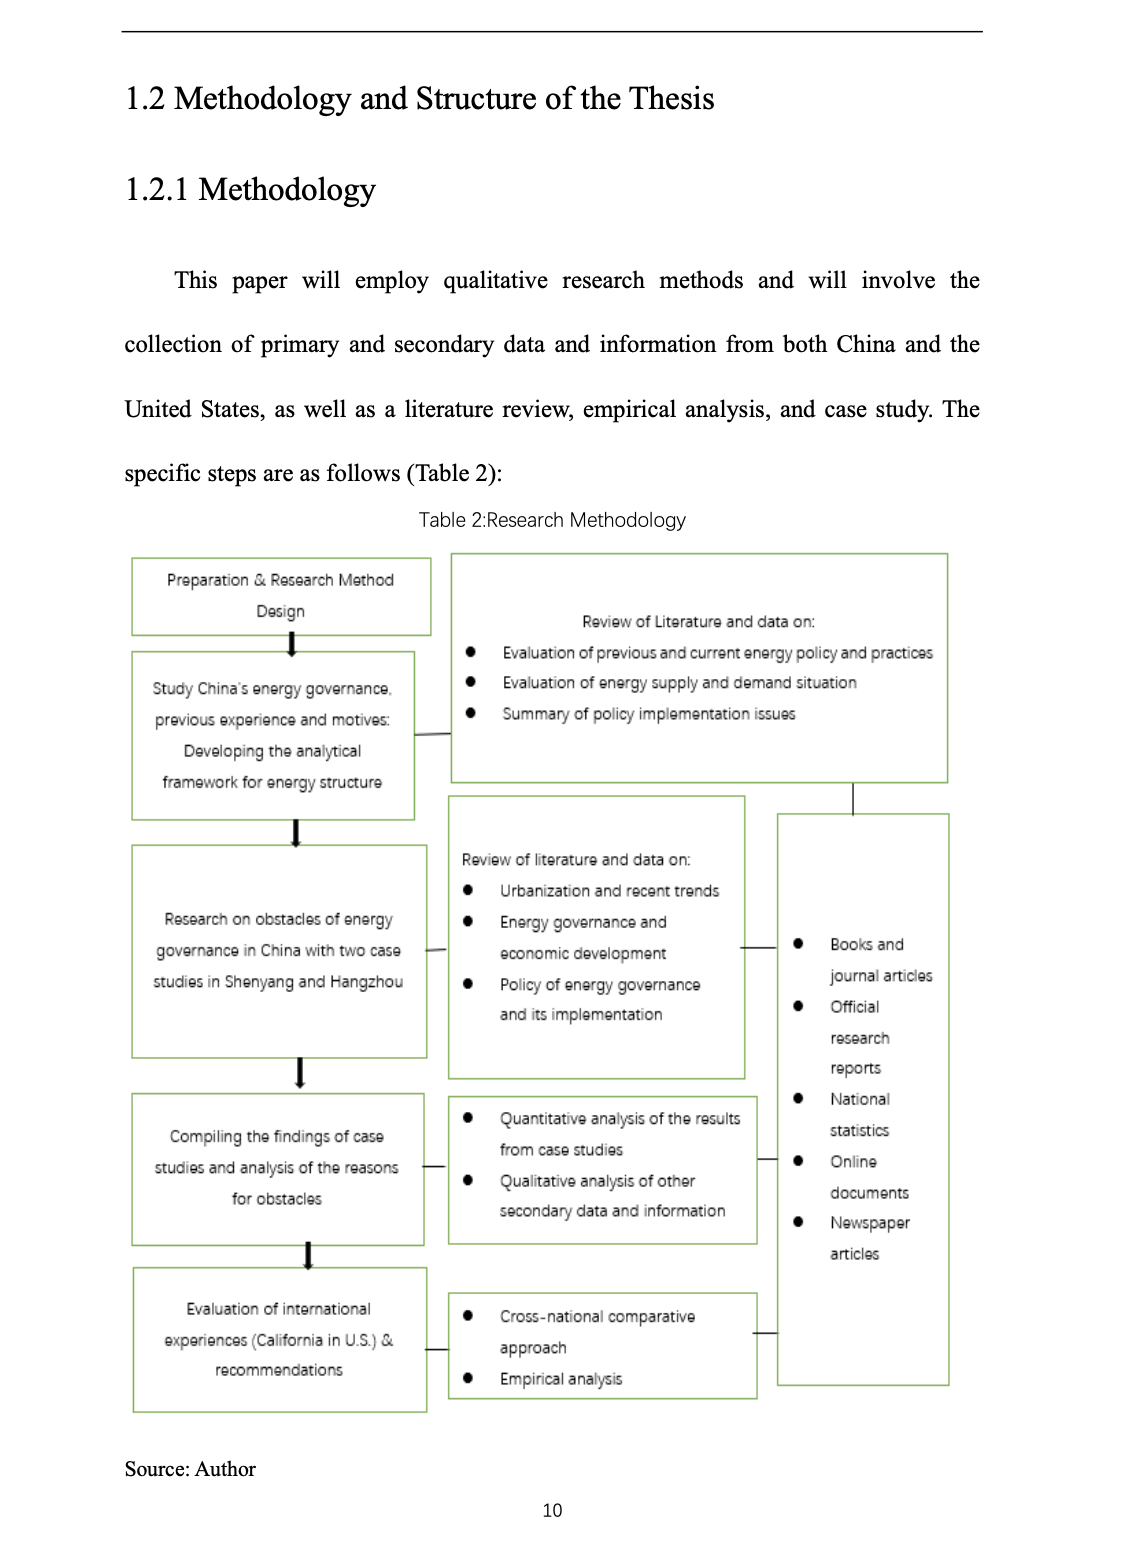 1.2 Methodology and Structure of the Thesis
1.2.1 Methodology
This paper will employ qualitative research methods and will involve the
collection of primary and secondary data and information from both China and the
United States, as well as a literature review, empirical analysis, and case study. The
specific steps are as follows (Table 2):
Table 2:Research Methodology
Preparation & Research Method
Design
Review of Literature and data on:
● Evaluation of previous and current energy policy and practices
● Evaluation of energy supply and demand situation
● Summary of policy implementation issues
Study China's energy governance,
previous experience and motives:
Developing the analytical
framework for energy structure
Research on obstacles of energy
governance in China with two case
studies in Shenyang and Hangzhou
Review of literature and data on:
● Urbanization and recent trends
● Energy governance and
economic development
● Policy of energy governance
and its implementation
● Books and
journal articles
● Official
research
reports
● National
statistics
● Online
documents
● Newspaper
articles
Compiling the findings of case
studies and analysis of the reasons
for obstacles
● Quantitative analysis of the results
from case studies
● Qualitative analysis of other
secondary data and information
Evaluation of international
experiences (California in U.S.) &
recommendations
● Cross-national comparative
approach
● Empirical analysis
Source: Author
10